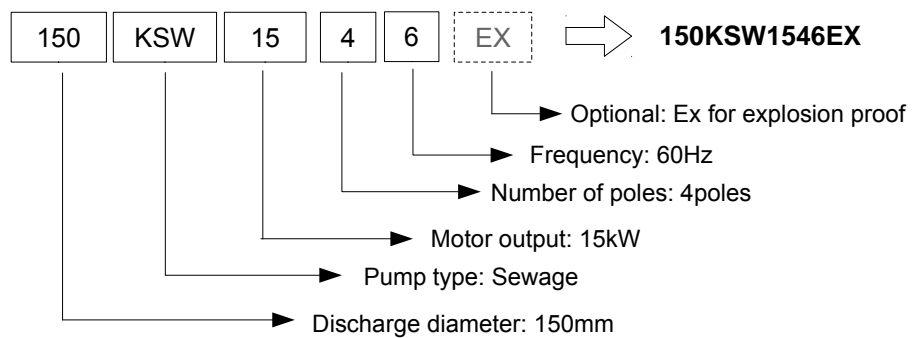 150 KSW 15 4 6 EX 150KSW1546EX
Optional: Ex for explosion proof
Frequency: 60Hz
Number of poles: 4poles
Motor output: 15kW
Pump type: Sewage
Discharge diameter: 150mm